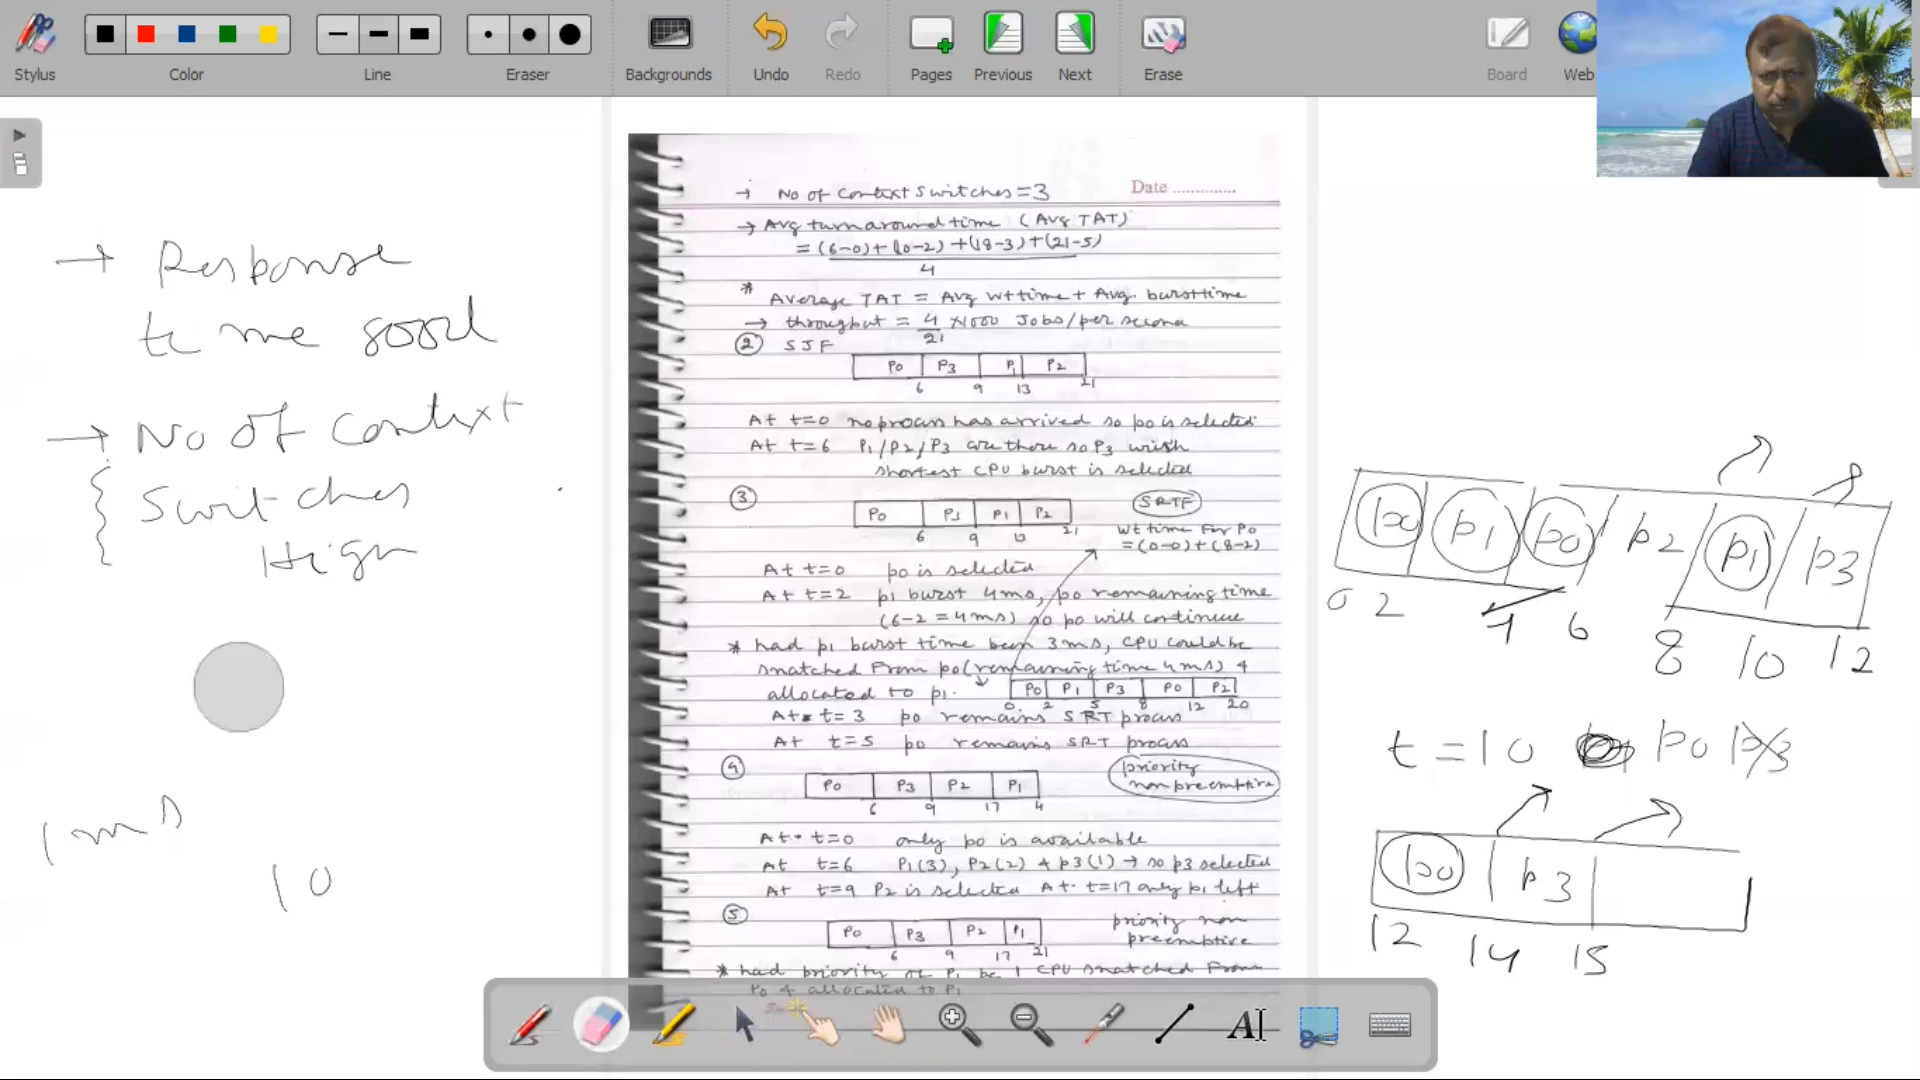 Stylus
Color
Line
Eraser
Backgrounds
Undo
Redo
Pages
Previous
Next
Erase
Board
Web
→ Response
time good
→ No of Context
Switches
High
1 ms
10
→ No of Context Switches = 3
Date .............
→ Avg turnaround time (Avg TAT)
= (6-0) + (10-2) + (18-3) + (21-5)
4
* Average TAT = Avg wt time + Avg. burst time
→ throughput = 4/21 x1000 Jobs/per second
② SJF
P0 P3 P1 P2
6 9 13 21
At t=0 no process has arrived so p0 is selected
At t=6 P1/P2/P3 are there so P3 with
shortest CPU burst is selected
③
P0 P3 P1 P2
6 9 13 21
SRTF
Wt time For P0
= (0-0) + (8-2)
At t=0 p0 is selected
At t=2 p1 burst 4ms, p0 remaining time
(6-2 = 4ms) so p0 will continue
* had p1 burst time been 3ms, CPU could be
snatched From p0 (remaining time 4ms) &
allocated to p1.
P0 P1 P3 P0 P2
0 2 5 8 12 20
At t=3 p0 remains SRT process
At t=5 p0 remains SRT process
④
P0 P3 P2 P1
6 9 17
priority
non preemptive
At t=0 only p0 is available
At t=6 P1(3), P2(2) & p3(1) → so p3 selected
At t=9 P2 is selected At t=17 only p1 left
⑤
P0 P3 P2 P1
6 9 17 21
priority non
preemptive
* had priority of P1 be 1 CPU snatched From
P0 & allocated to P1
p0 p1 p0 p2 p1 p3
0 2 4 6 8 10 12
t = 10 p0 p3
p0 p3
12 14 15